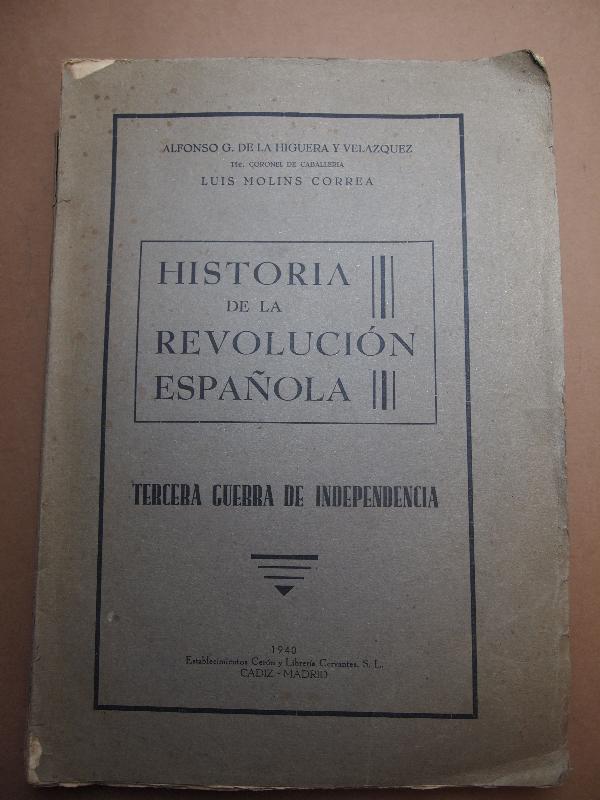 ALFONSO G. DE LA HIGUERA Y VELAZQUEZ
Tte. CORONEL DE CABALLERIA
LUIS MOLINS CORREA
HISTORIA
DE LA
REVOLUCIÓN
ESPAÑOLA
TERCERA GUERRA DE INDEPENDENCIA
1940
Establecimientos Cerón y Librería Cervantes, S. L.
CADIZ - MADRID